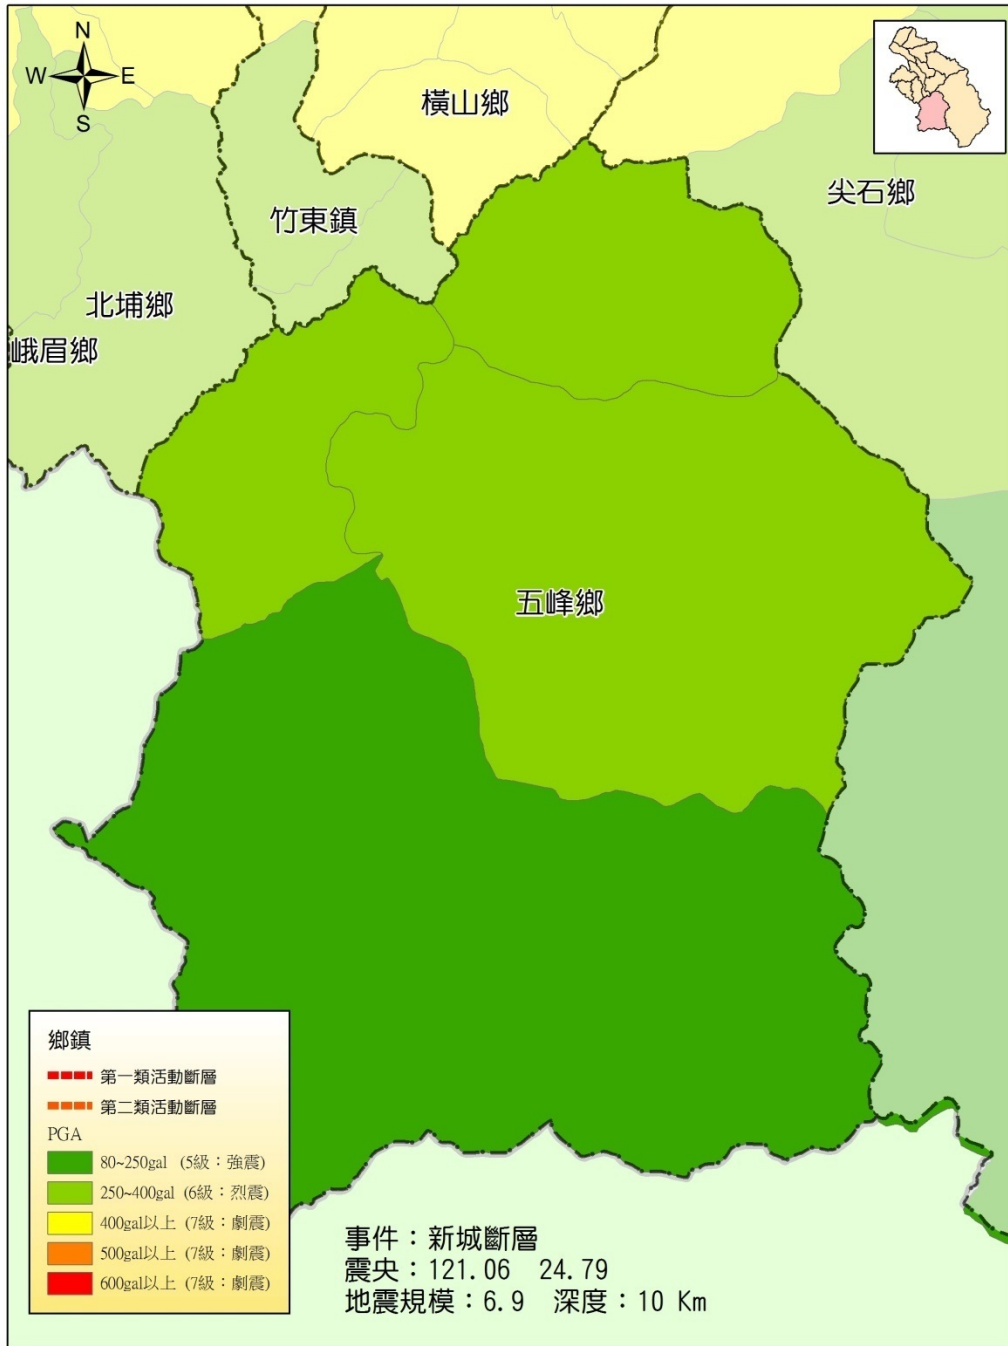 N
W E
S
橫山鄉
尖石鄉
竹東鎮
北埔鄉
峨眉鄉
五峰鄉
鄉鎮
第一類活動斷層
第二類活動斷層
PGA
80~250gal (5級：強震)
250~400gal (6級：烈震)
400gal以上 (7級：劇震)
500gal以上 (7級：劇震)
600gal以上 (7級：劇震)
事件：新城斷層
震央：121.06 24.79
地震規模：6.9 深度：10 Km